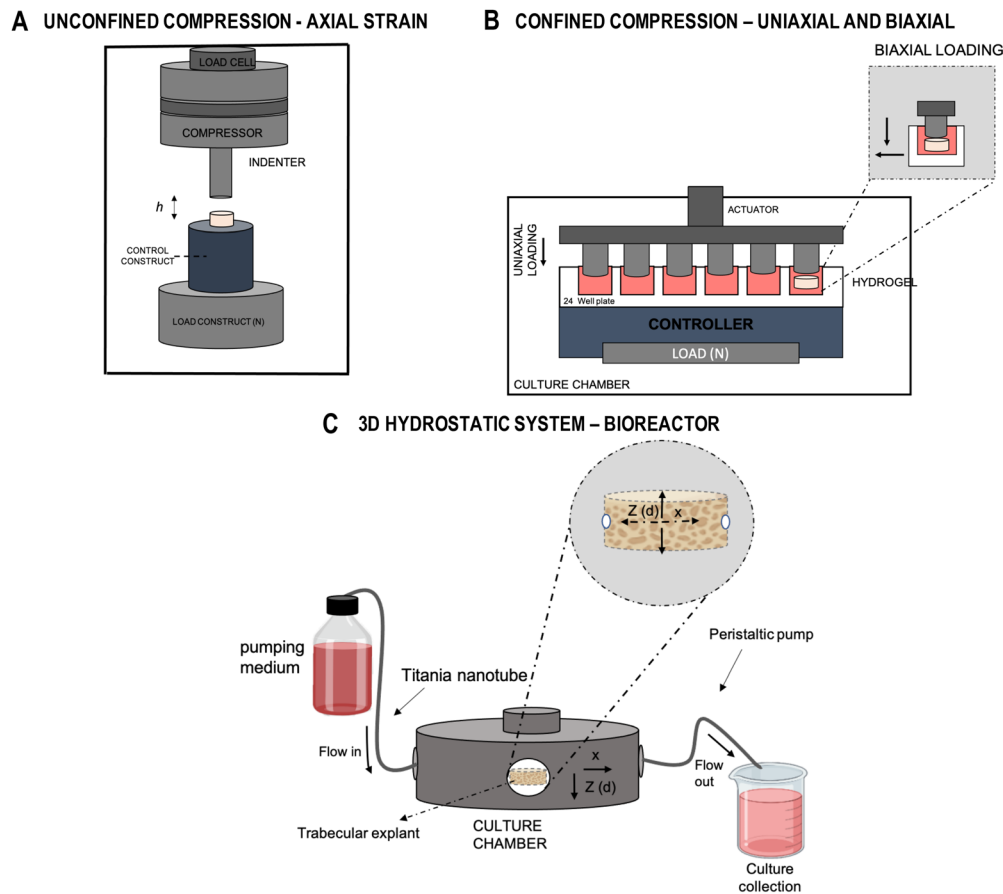 A UNCONFINED COMPRESSION - AXIAL STRAIN
LOAD CELL
COMPRESSOR
INDENTER
h
CONTROL
CONSTRUCT
LOAD CONSTRUCT (N)
B CONFINED COMPRESSION – UNIAXIAL AND BIAXIAL
BIAXIAL LOADING
ACTUATOR
UNIAXIAL
LOADING
HYDROGEL
24 Well plate
CONTROLLER
LOAD (N)
CULTURE CHAMBER
C 3D HYDROSTATIC SYSTEM – BIOREACTOR
Z (d) x
pumping
medium
Titania nanotube
Peristaltic pump
Flow in
x
Z (d)
Flow
out
Trabecular explant
CULTURE
CHAMBER
Culture
collection